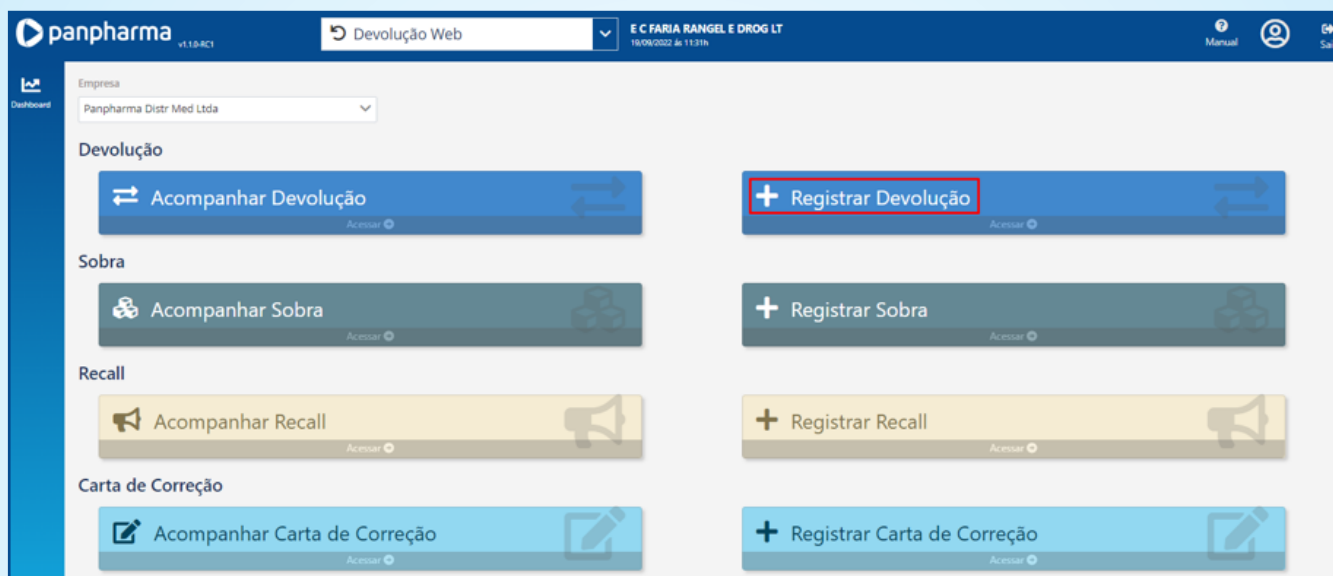 panpharma
v1.1.0-RC1
Devolução Web
E C FARIA RANGEL E DROG LT
19/09/2022 às 11:31h
Manual
Sai
Dashboard
Empresa
Panpharma Distr Med Ltda
Devolução
Acompanhar Devolução
Acessar
Registrar Devolução
Acessar
Sobra
Acompanhar Sobra
Acessar
Registrar Sobra
Acessar
Recall
Acompanhar Recall
Acessar
Registrar Recall
Acessar
Carta de Correção
Acompanhar Carta de Correção
Acessar
Registrar Carta de Correção
Acessar